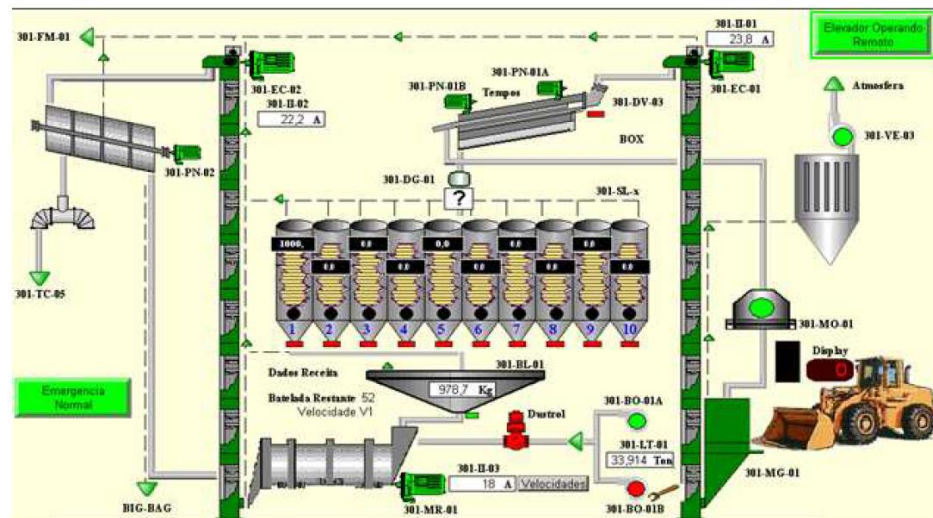 301-II-01
23,8 A
Elevador Operando
Remoto
301-FM-01
301-EC-02
301-II-02
22,2 A
301-PN-01B
301-PN-01A
Tempos
301-DV-03
301-EC-01
Atmosfera
301-VE-03
BOX
301-PN-02
301-DG-01
?
301-SL-x
1000,
0,0
0,0
0,0
0,0
0,0
0,0
0,0
0,0
0,0
1 2 3 4 5 6 7 8 9 10
301-TC-05
301-MO-01
Display
0
Emergencia
Normal
Dados Receita
301-BL-01
978,7 Kg
Batelada Restante 52
Velocidade V1
Dustrol
301-BO-01A
301-LT-01
33,914 Ton
301-II-03
18 A Velocidades
301-MG-01
BIG-BAG
301-MR-01
301-BO-01B